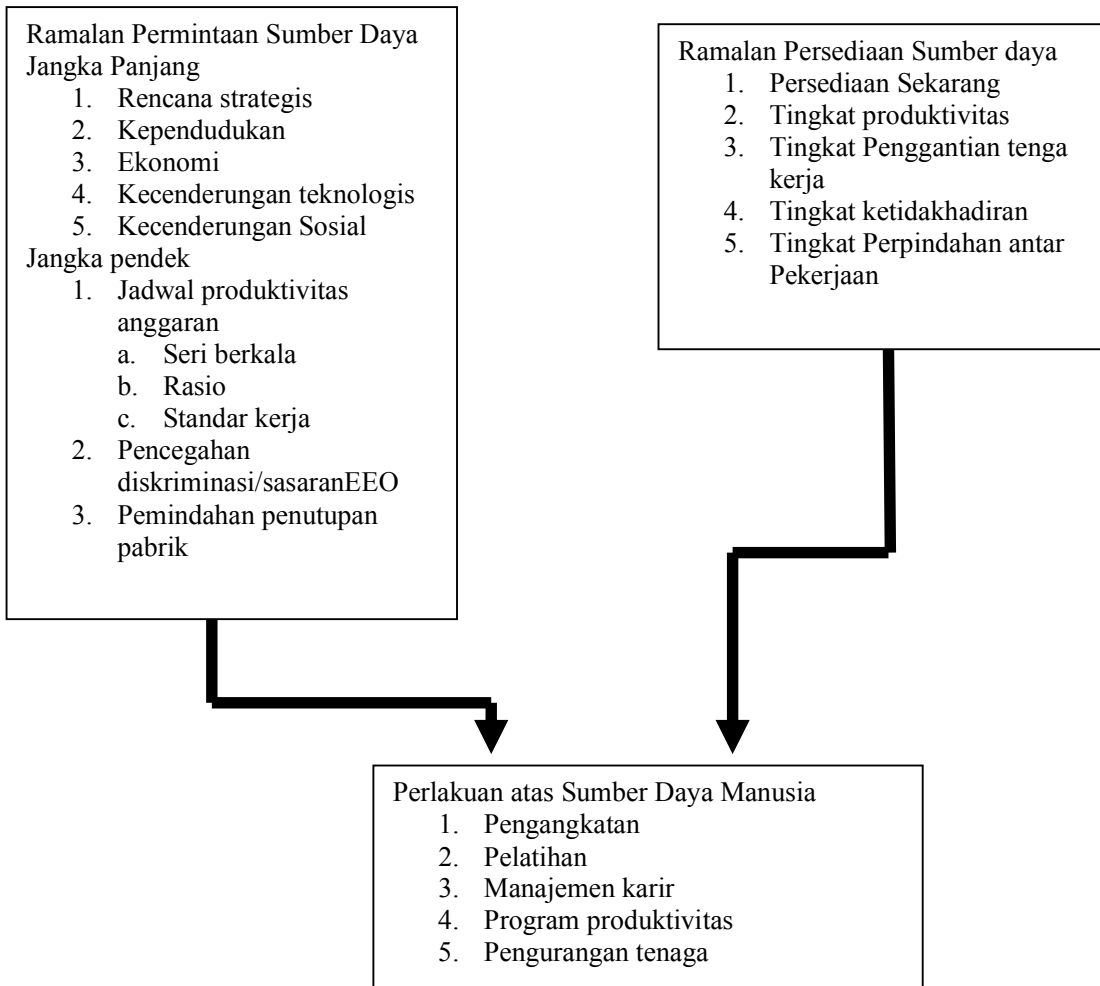 Ramalan Permintaan Sumber Daya
Jangka Panjang
1. Rencana strategis
2. Kependudukan
3. Ekonomi
4. Kecenderungan teknologis
5. Kecenderungan Sosial
Jangka pendek
1. Jadwal produktivitas
anggaran
a. Seri berkala
b. Rasio
c. Standar kerja
2. Pencegahan
diskriminasi/sasaranEEO
3. Pemindahan penutupan
pabrik
Ramalan Persediaan Sumber daya
1. Persediaan Sekarang
2. Tingkat produktivitas
3. Tingkat Penggantian tenga
kerja
4. Tingkat ketidakhadiran
5. Tingkat Perpindahan antar
Pekerjaan
Perlakuan atas Sumber Daya Manusia
1. Pengangkatan
2. Pelatihan
3. Manajemen karir
4. Program produktivitas
5. Pengurangan tenaga